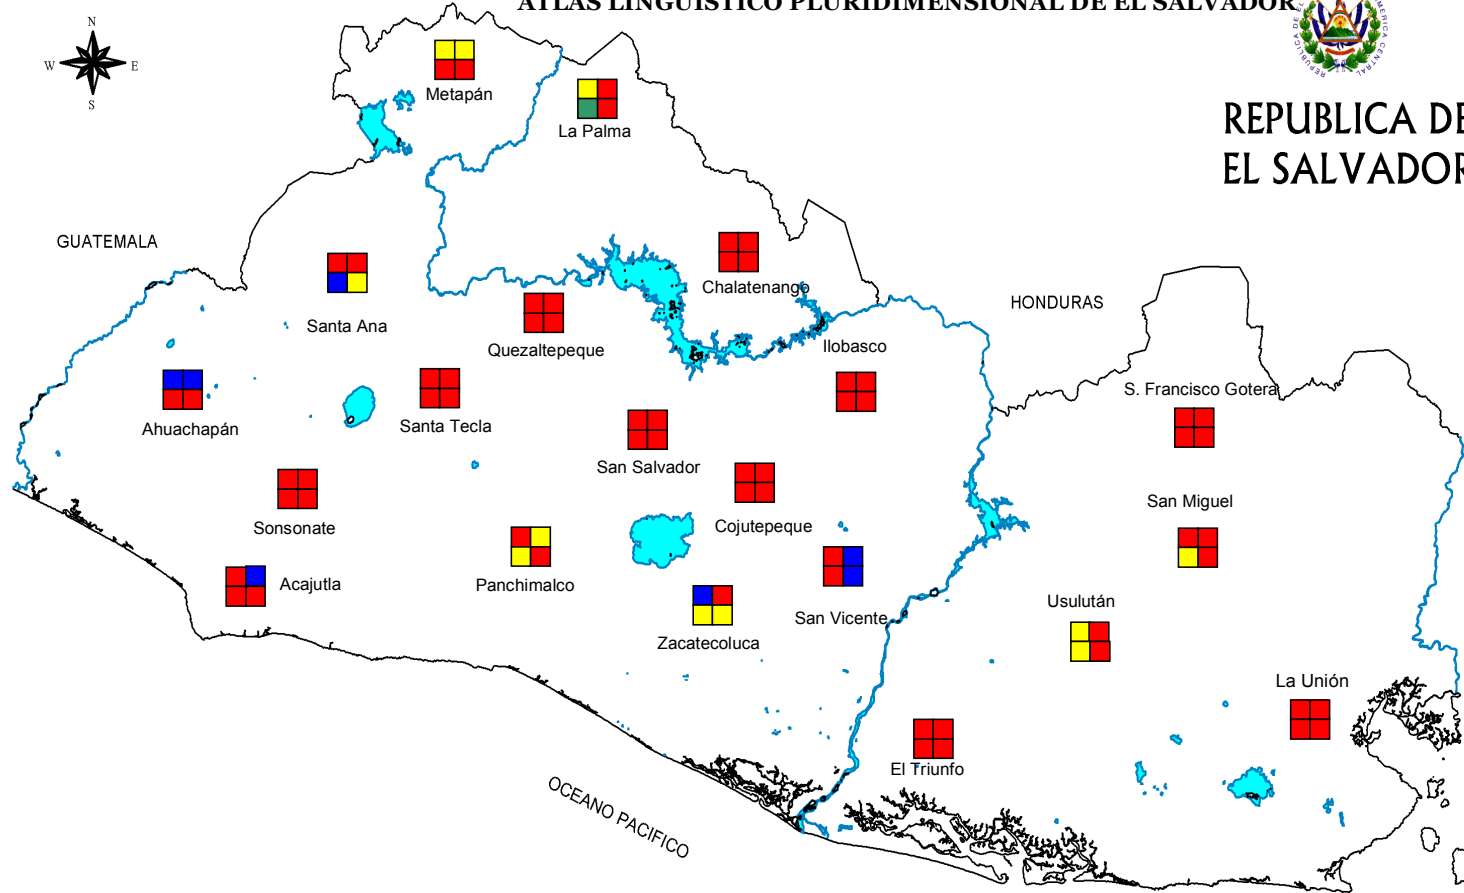 ATLAS LINGÜÍSTICO PLURIDIMENSIONAL DE EL SALVADOR
N
W
E
S
REPUBLICA DE
EL SALVADOR
Metapán
La Palma
GUATEMALA
Chalatenango
HONDURAS
Santa Ana
Quezaltepeque
Ilobasco
S. Francisco Gotera
Ahuachapán
Santa Tecla
San Salvador
San Miguel
Sonsonate
Cojutepeque
Acajutla
Panchimalco
Usulután
San Vicente
Zacatecoluca
La Unión
El Triunfo
OCEANO PACIFICO